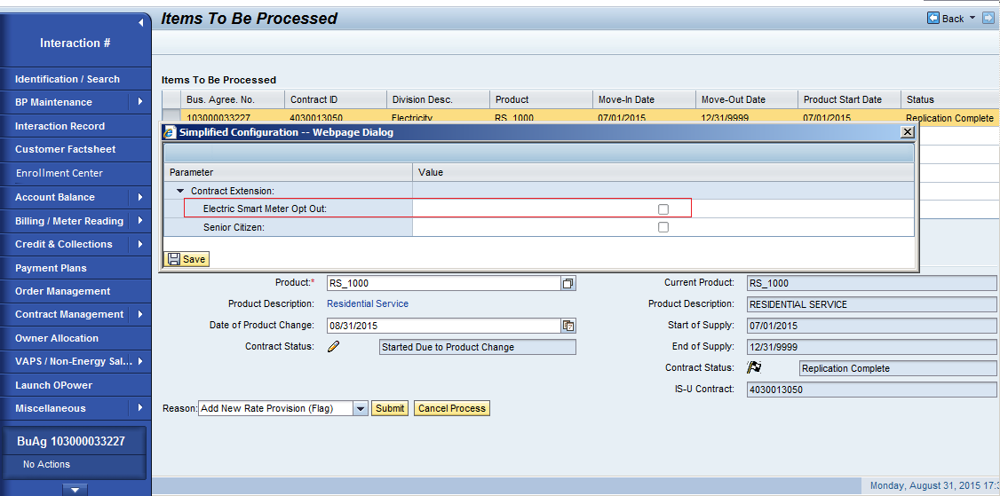 Items To Be Processed
Back
Interaction #
Identification / Search
BP Maintenance
Interaction Record
Customer Factsheet
Enrollment Center
Account Balance
Billing / Meter Reading
Credit & Collections
Payment Plans
Order Management
Contract Management
Owner Allocation
VAPS / Non-Energy Sal...
Launch OPower
Miscellaneous
BuAg 103000033227
No Actions
Items To Be Processed
Bus. Agree. No. Contract ID Division Desc. Product Move-In Date Move-Out Date Product Start Date Status
103000033227 4030013050 Electricity RS_1000 07/01/2015 12/31/9999 07/01/2015 Replication Complete
Simplified Configuration -- Webpage Dialog
Parameter Value
Contract Extension:
Electric Smart Meter Opt Out:
Senior Citizen:
Save
Product:* RS_1000 Current Product: RS_1000
Product Description: Residential Service Product Description: RESIDENTIAL SERVICE
Date of Product Change: 08/31/2015 Start of Supply: 07/01/2015
Contract Status: Started Due to Product Change End of Supply: 12/31/9999
Contract Status: Replication Complete
IS-U Contract: 4030013050
Reason: Add New Rate Provision (Flag) Submit Cancel Process
Monday, August 31, 2015 17: